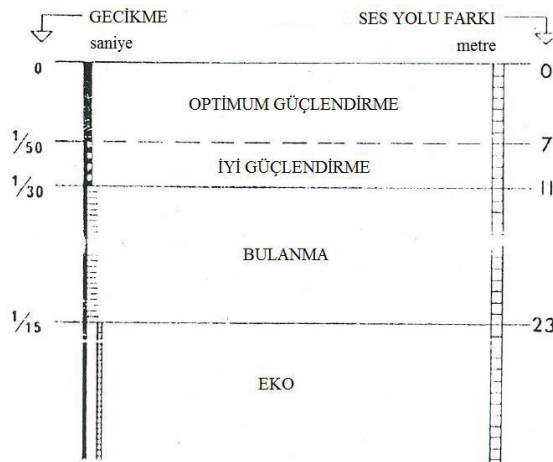 GECİKME SES YOLU FARKI
saniye metre
0 0
OPTİMUM GÜÇLENDİRME
1/50 7
İYİ GÜÇLENDİRME
1/30 11
BULANMA
1/15 23
EKO